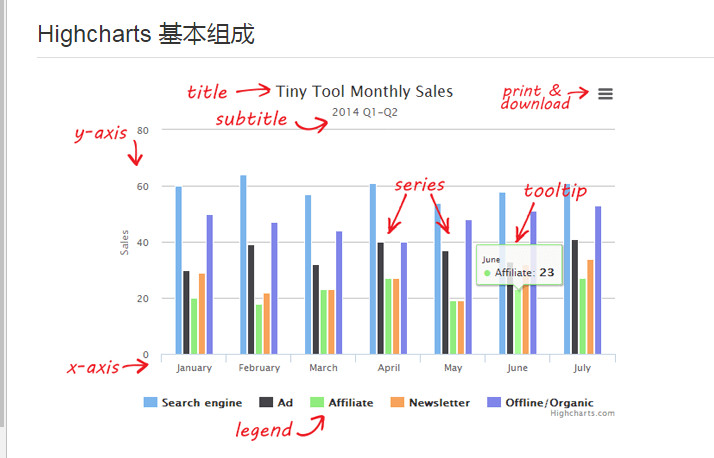 Highcharts 基本组成
title
Tiny Tool Monthly Sales
print &
download
subtitle
2014 Q1-Q2
y-axis
80
60
40
20
0
Sales
series
tooltip
June
Affiliate: 23
x-axis
January February March April May June July
Search engine Ad Affiliate Newsletter Offline/Organic
Highcharts.com
legend